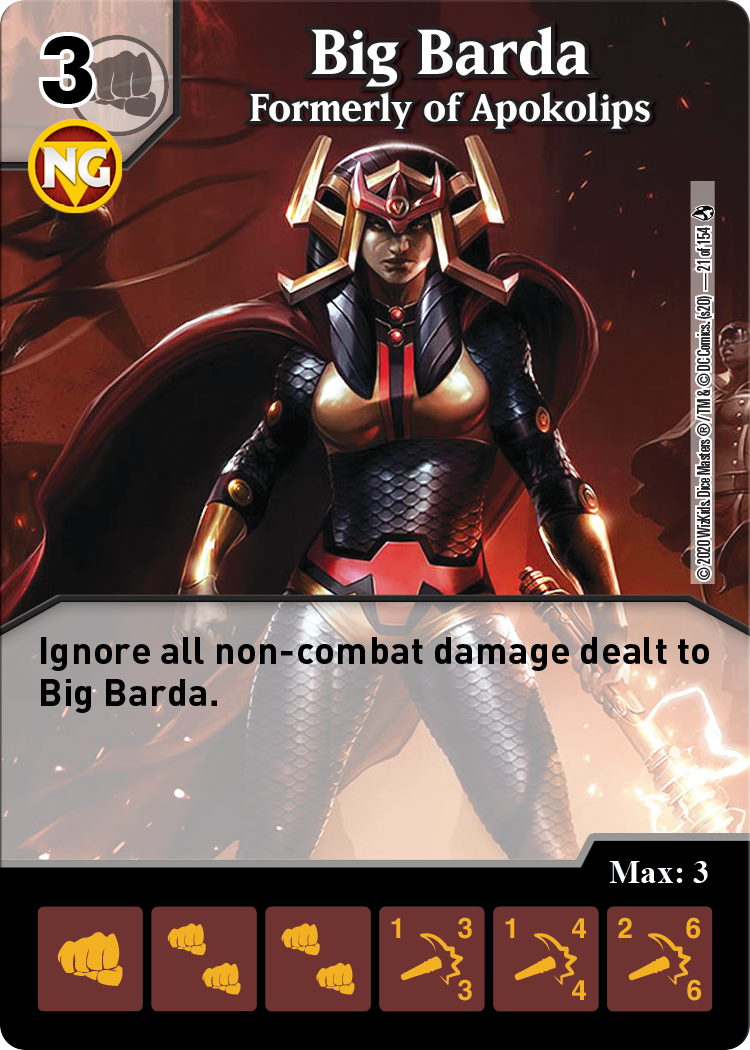 3
Big Barda
Formerly of Apokolips
NG
© 2020 WizKids Dice Masters ® / TM & © DC Comics. (s20) — 21 of 154
Ignore all non-combat damage dealt to
Big Barda.
Max: 3
1 3 1 4 2 6
3 4 6